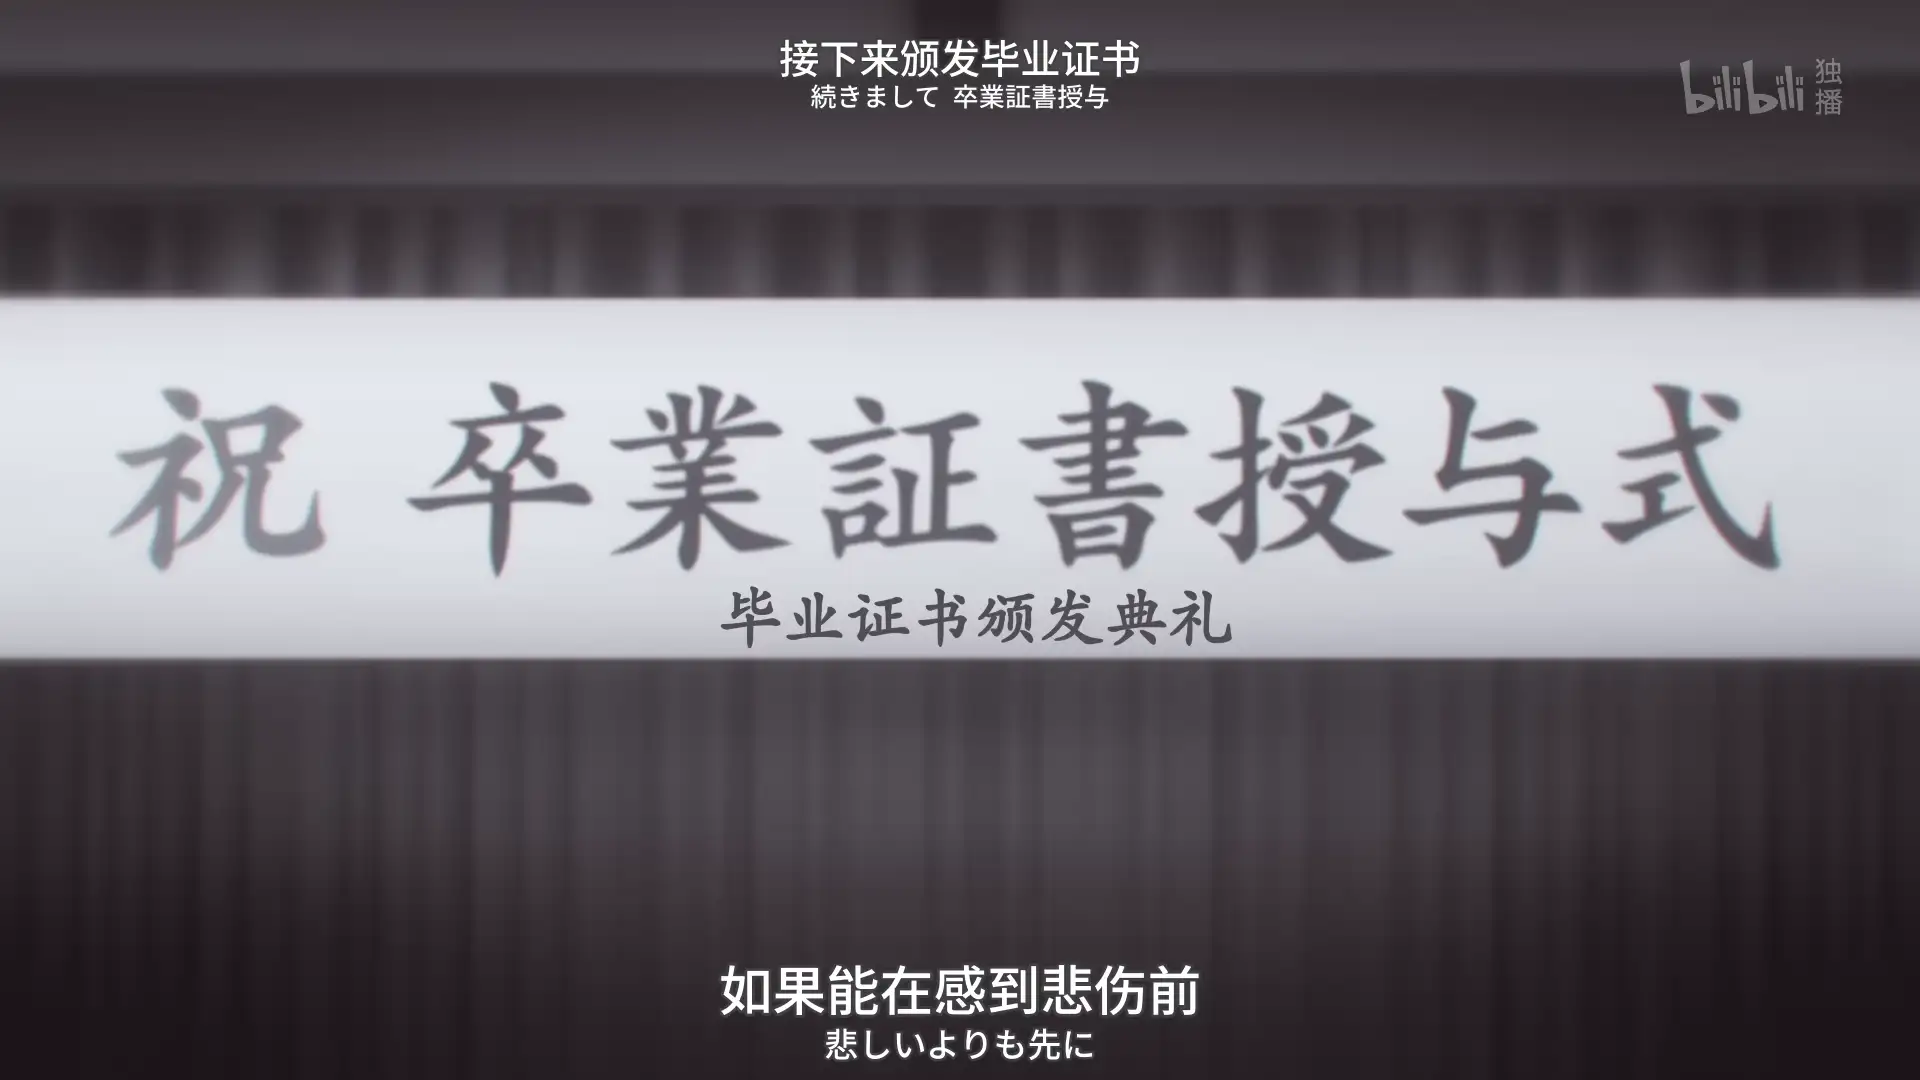 接下来颁发毕业证书
続きまして 卒業証書授与
bilibili 独播
祝 卒業証書授与式
毕业证书颁发典礼
如果能在感到悲伤前
悲しいよりも先に